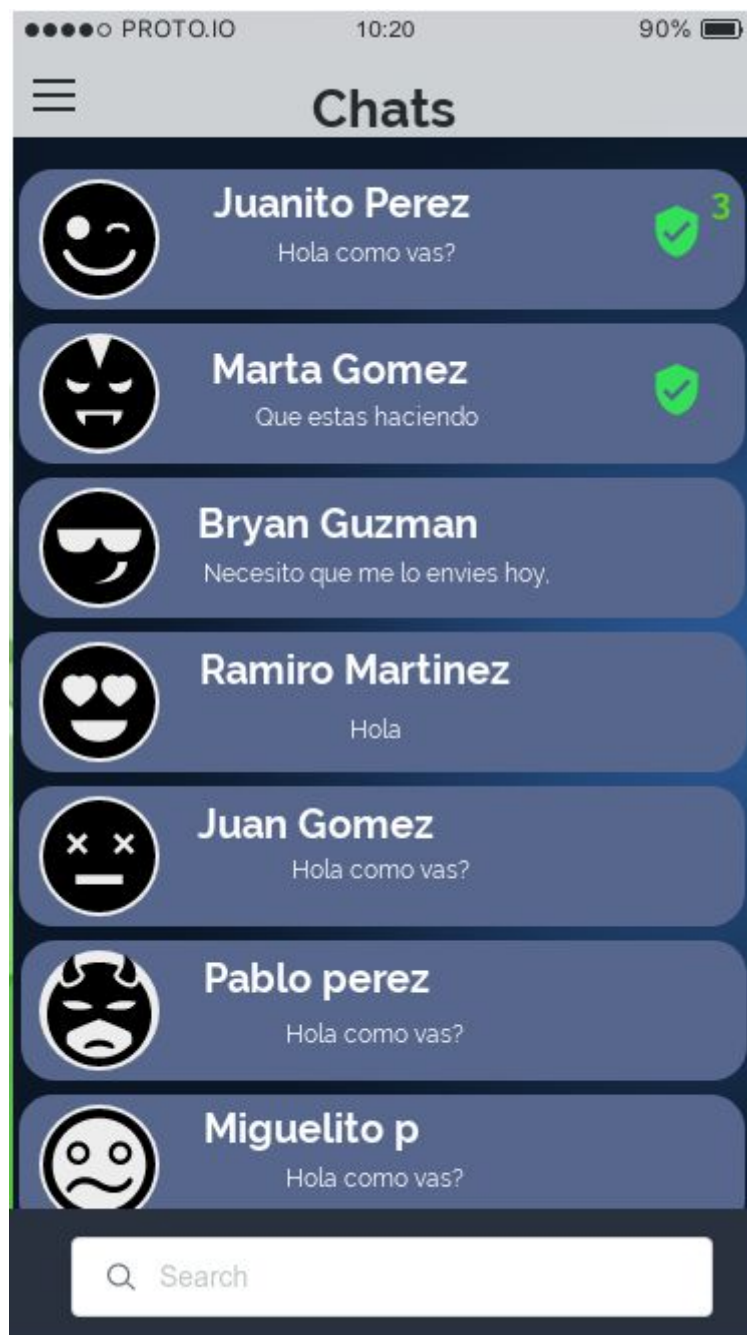 PROTO.IO 10:20 90%
Chats
Juanito Perez
3
Hola como vas?
Marta Gomez
Que estas haciendo
Bryan Guzman
Necesito que me lo envies hoy,
Ramiro Martinez
Hola
Juan Gomez
Hola como vas?
Pablo perez
Hola como vas?
Miguelito p
Hola como vas?
Search